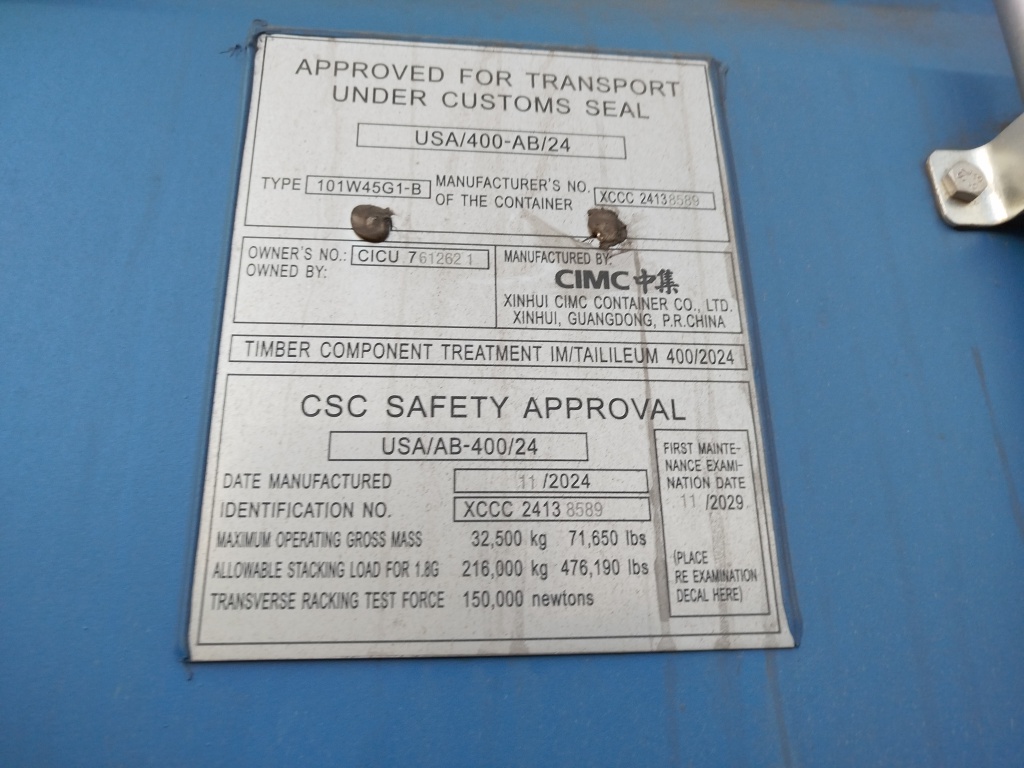 APPROVED FOR TRANSPORT
UNDER CUSTOMS SEAL
USA/400-AB/24
TYPE 101W45G1-B MANUFACTURER'S NO. OF THE CONTAINER XCCC 24138589
OWNER'S NO.: CICU 761262 1
OWNED BY:
MANUFACTURED BY:
CIMC 中集
XINHUI CIMC CONTAINER CO., LTD.
XINHUI, GUANGDONG, P.R.CHINA
TIMBER COMPONENT TREATMENT IM/TAILILEUM 400/2024
CSC SAFETY APPROVAL
USA/AB-400/24
DATE MANUFACTURED 11 /2024
IDENTIFICATION NO. XCCC 2413 8589
MAXIMUM OPERATING GROSS MASS 32,500 kg 71,650 lbs
ALLOWABLE STACKING LOAD FOR 1.8G 216,000 kg 476,190 lbs
TRANSVERSE RACKING TEST FORCE 150,000 newtons
FIRST MAINTE-
NANCE EXAMI-
NATION DATE
11 /2029
(PLACE
RE EXAMINATION
DECAL HERE)